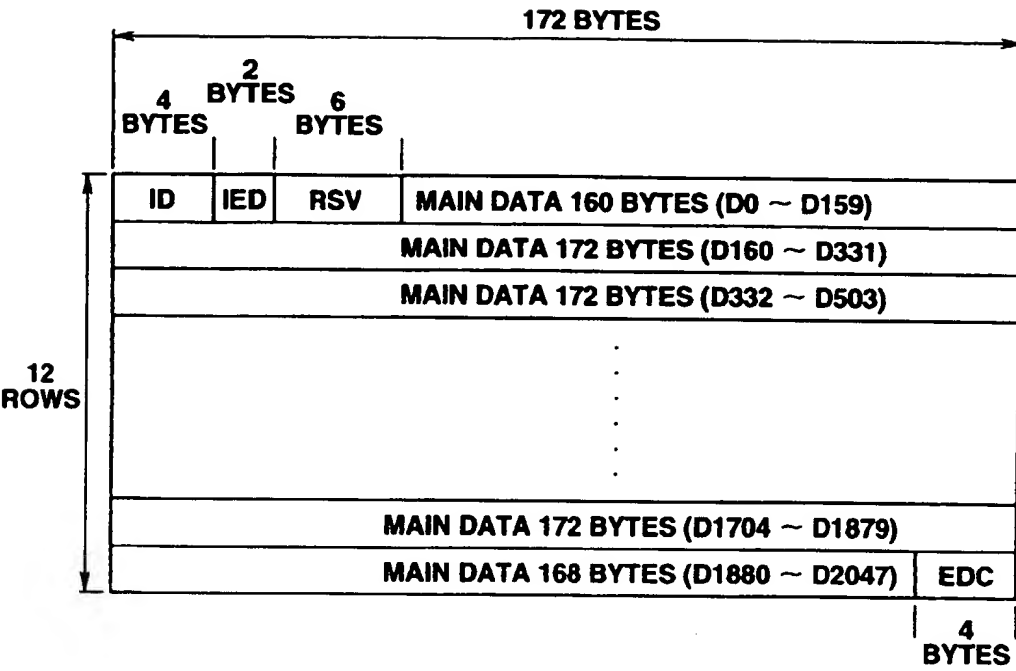 172 BYTES
2
4 BYTES 6
BYTES BYTES
ID IED RSV MAIN DATA 160 BYTES (D0 ~ D159)
MAIN DATA 172 BYTES (D160 ~ D331)
MAIN DATA 172 BYTES (D332 ~ D503)
12
ROWS
MAIN DATA 172 BYTES (D1704 ~ D1879)
MAIN DATA 168 BYTES (D1880 ~ D2047) EDC
4
BYTES